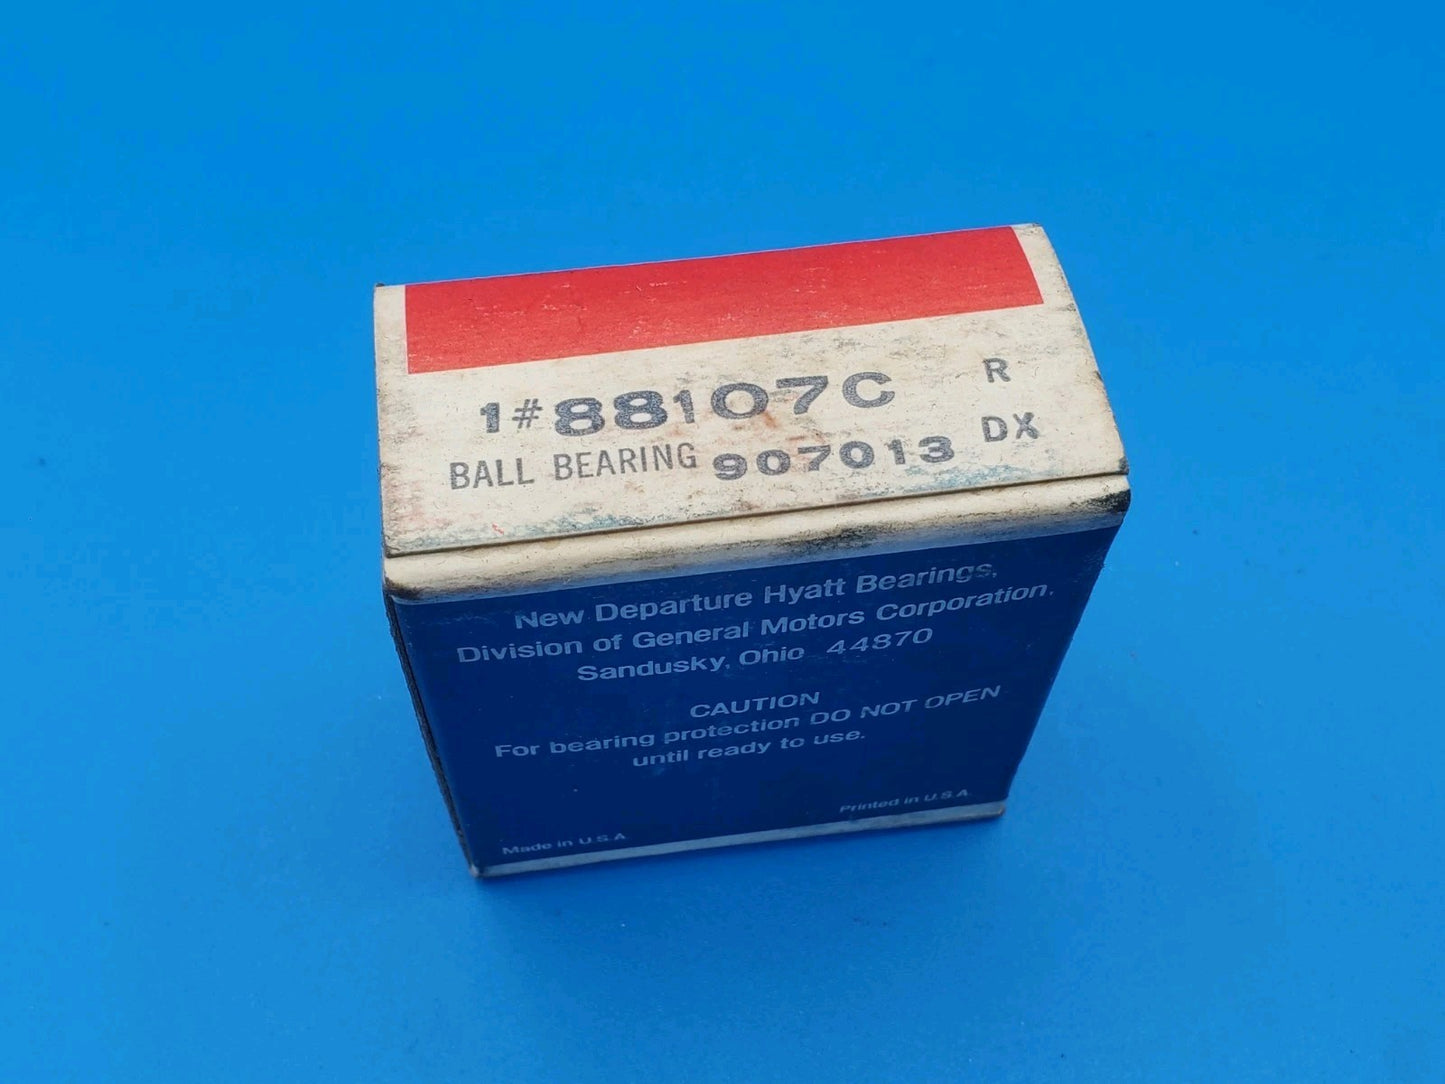 1#88107C R
BALL BEARING 907013 DX
New Departure Hyatt Bearings,
Division of General Motors Corporation,
Sandusky, Ohio 44870
CAUTION
For bearing protection DO NOT OPEN
until ready to use.
Printed in U.S.A.
Made in U.S.A.